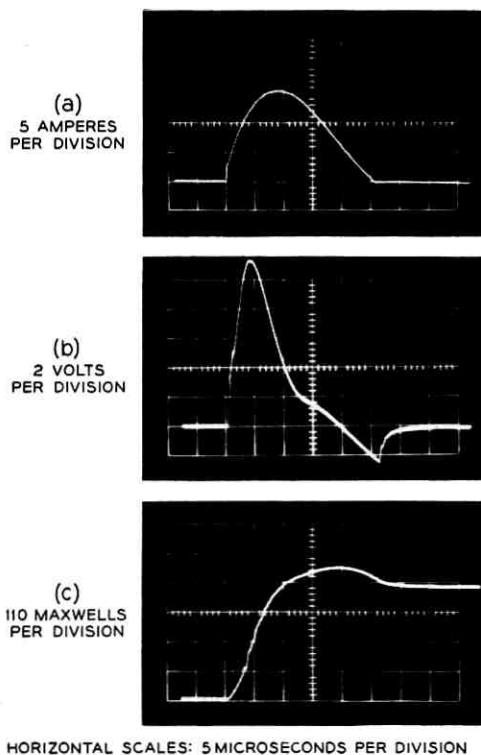 (a)
5 AMPERES
PER DIVISION
(b)
2 VOLTS
PER DIVISION
(c)
110 MAXWELLS
PER DIVISION
HORIZONTAL SCALES: 5 MICROSECONDS PER DIVISION